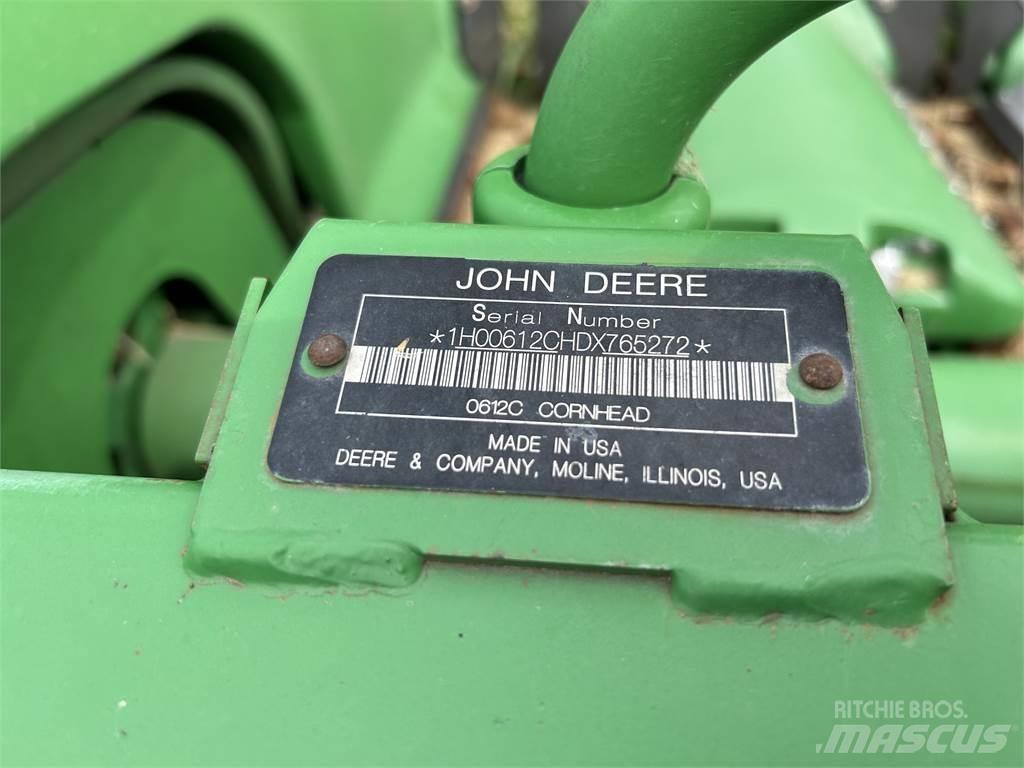 JOHN DEERE
Serial Number
*1H00612CHDX765272*
0612C CORNHEAD
MADE IN USA
DEERE & COMPANY, MOLINE, ILLINOIS, USA
RITCHIE BROS.
MASCUS